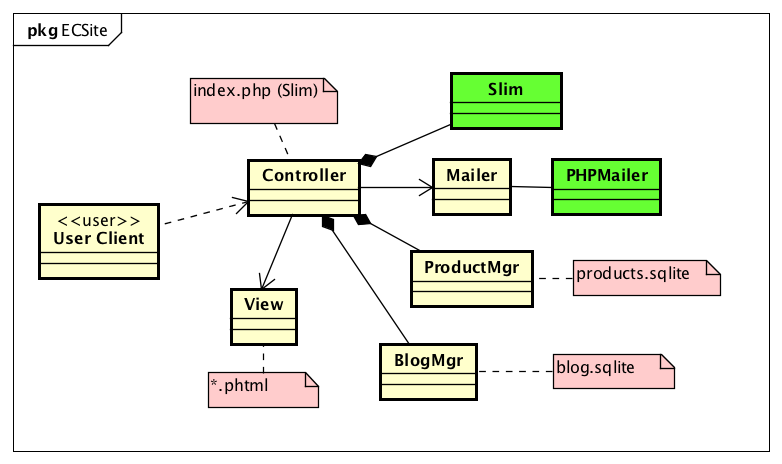 pkg ECSite
index.php (Slim)
Slim
Controller
Mailer
PHPMailer
<<user>>
User Client
ProductMgr
products.sqlite
View
BlogMgr
blog.sqlite
*.phtml